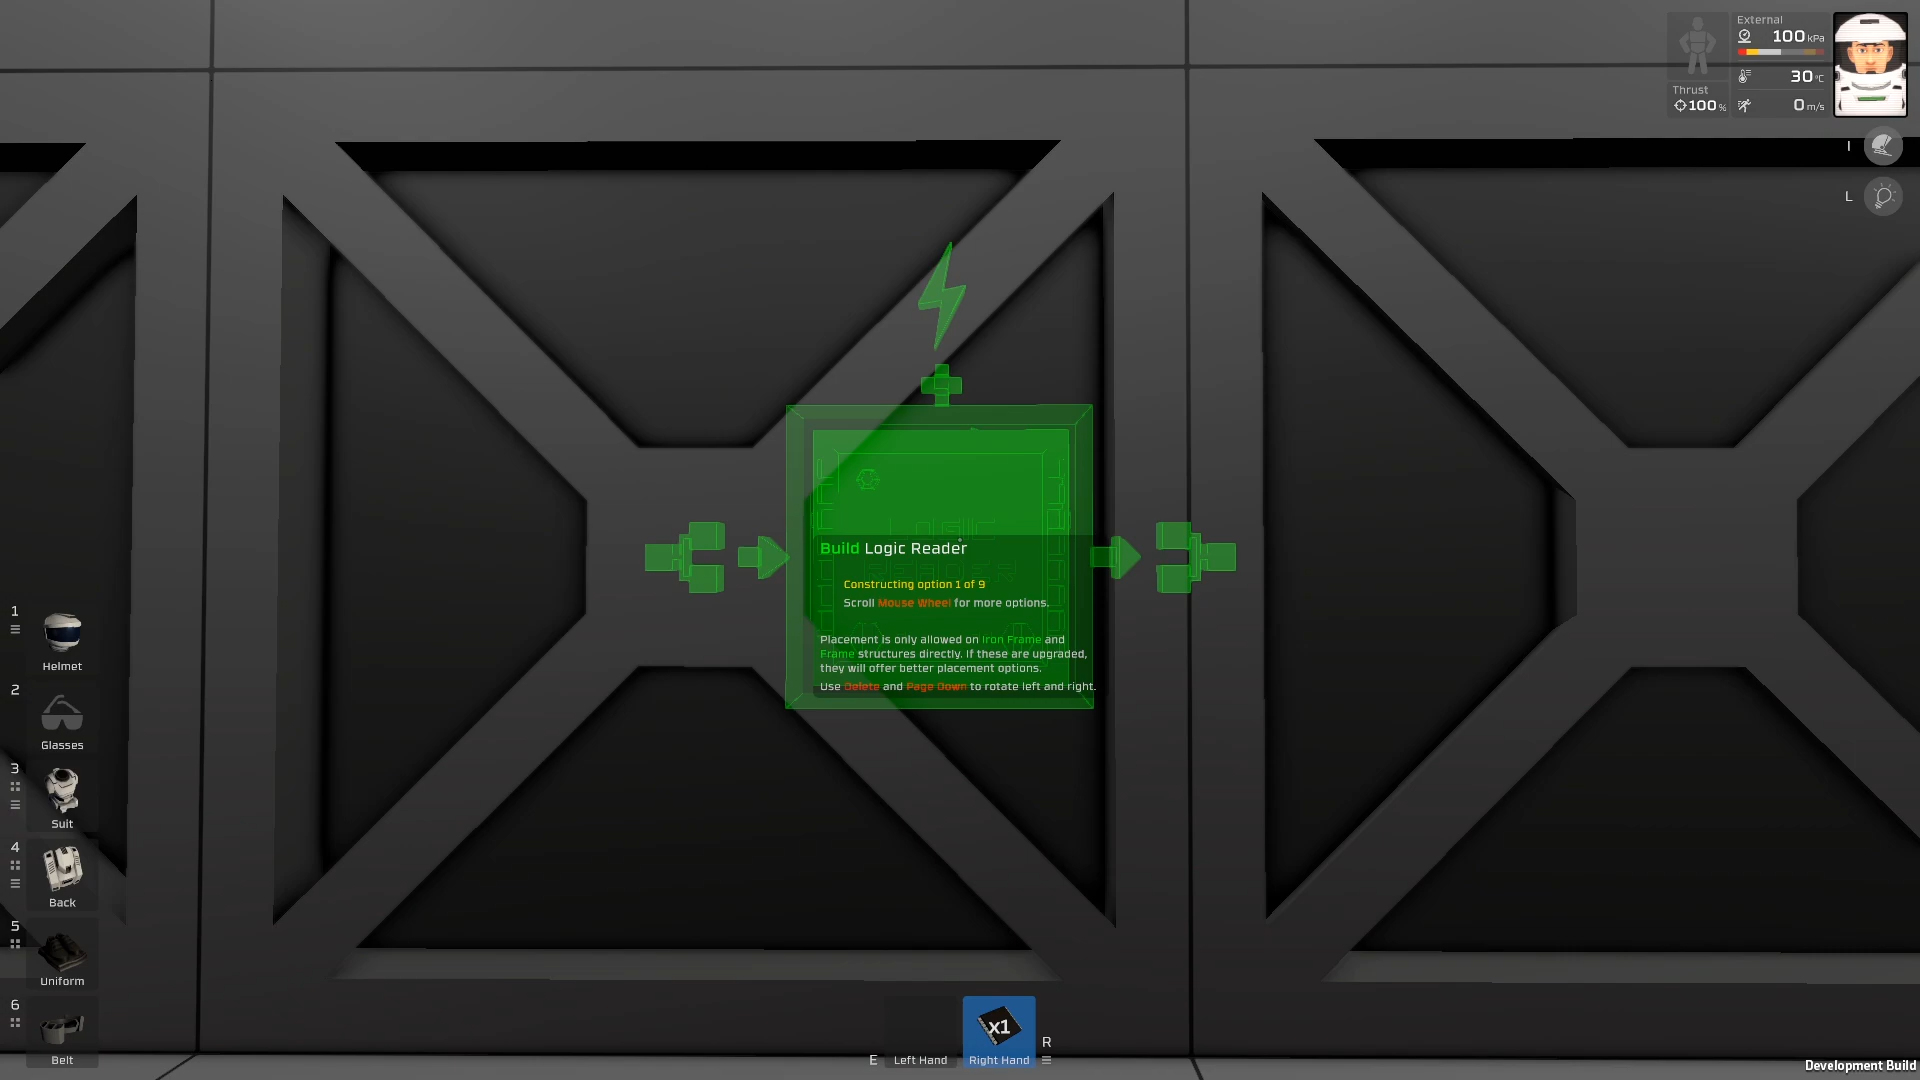 External
100 kPa
30 °C
Thrust
100 %
0 m/s
I
L
LOGIC
READER
Build Logic Reader
Constructing option 1 of 9
Scroll Mouse Wheel for more options.
Placement is only allowed on Iron Frame and
Frame structures directly. If these are upgraded,
they will offer better placement options.
Use Delete and Page Down to rotate left and right.
1
Helmet
2
Glasses
3
Suit
4
Back
5
Uniform
6
Belt
E
Left Hand
x1
Right Hand
R
Development Build